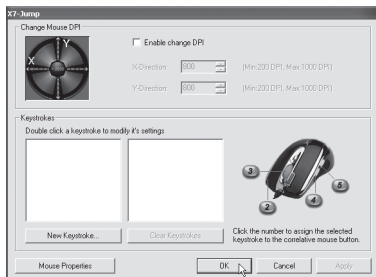 X7-Jump
Change Mouse DPI
Y
X
Enable change DPI
X-Direction: 800 (Min:200 DPI, Max:1000 DPI)
Y-Direction: 800 (Min:200 DPI, Max:1000 DPI)
Keystrokes
Double click a keystroke to modify it's settings
3
5
4
2
New Keystroke...
Clear Keystrokes
Click the number to assign the selected
keystroke to the correlative mouse button.
Mouse Properties
OK
Cancel
Apply